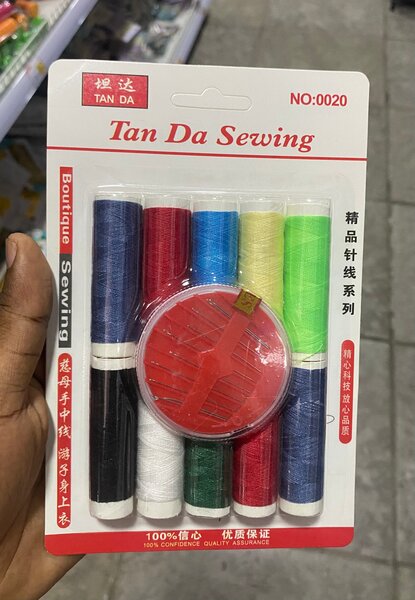 坦达
TAN DA
NO:0020
Tan Da Sewing
Boutique Sewing
慈母手中线 游子身上衣
精品针线系列
精心科技 放心品质
100%信心 优质保证
100% CONFIDENCE QUALITY ASSURANCE